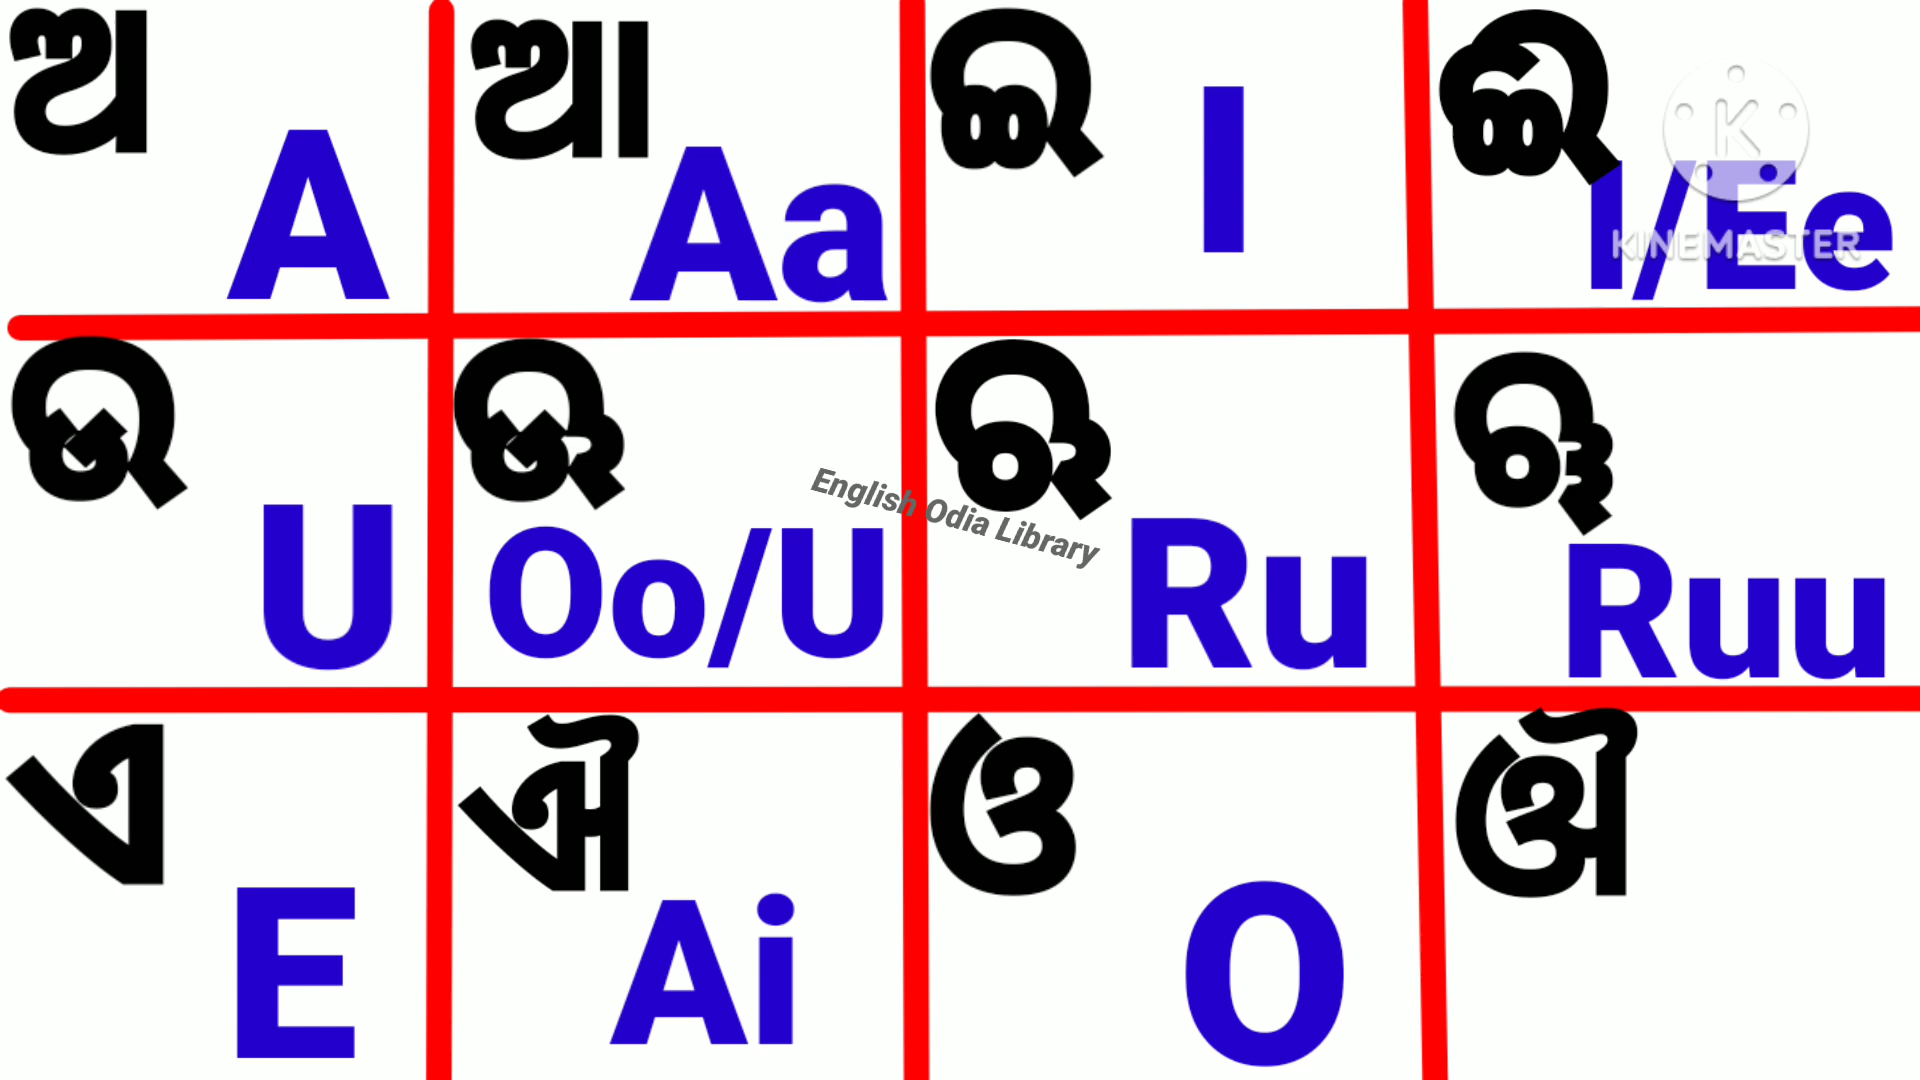 ଅ A ଆ Aa ଇ I ଈ I/Ee
KINEMASTER
ଉ U ଊ Oo/U ଋ Ru ୠ Ruu
English Odia Library
ଏ E ଐ Ai ଓ O ଔ